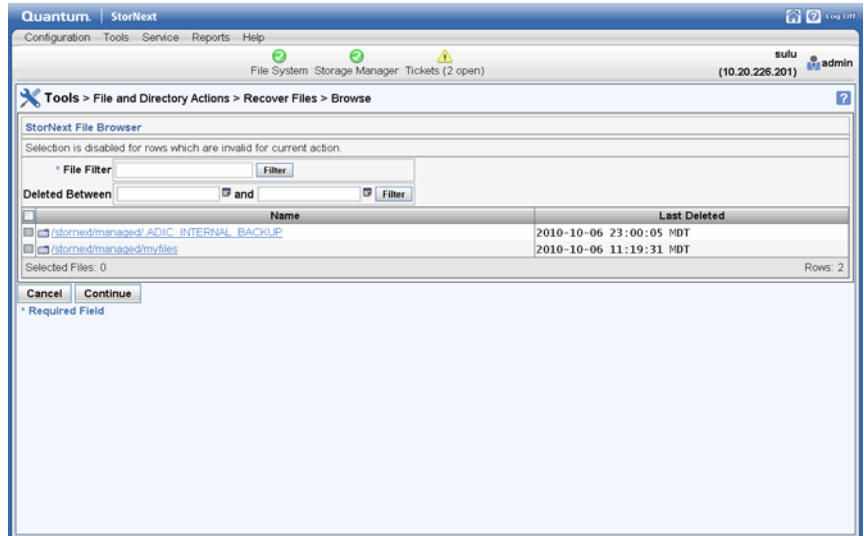 Quantum. | StorNext
Log Off
Configuration Tools Service Reports Help
File System Storage Manager Tickets (2 open)
sulu
(10.20.226.201)
admin
Tools > File and Directory Actions > Recover Files > Browse
?
StorNext File Browser
Selection is disabled for rows which are invalid for current action.
* File Filter Filter
Deleted Between and Filter
Name Last Deleted
/stornext/managed/.ADIC_INTERNAL_BACKUP 2010-10-06 23:00:05 MDT
/stornext/managed/myfiles 2010-10-06 11:19:31 MDT
Selected Files: 0 Rows: 2
Cancel Continue
* Required Field